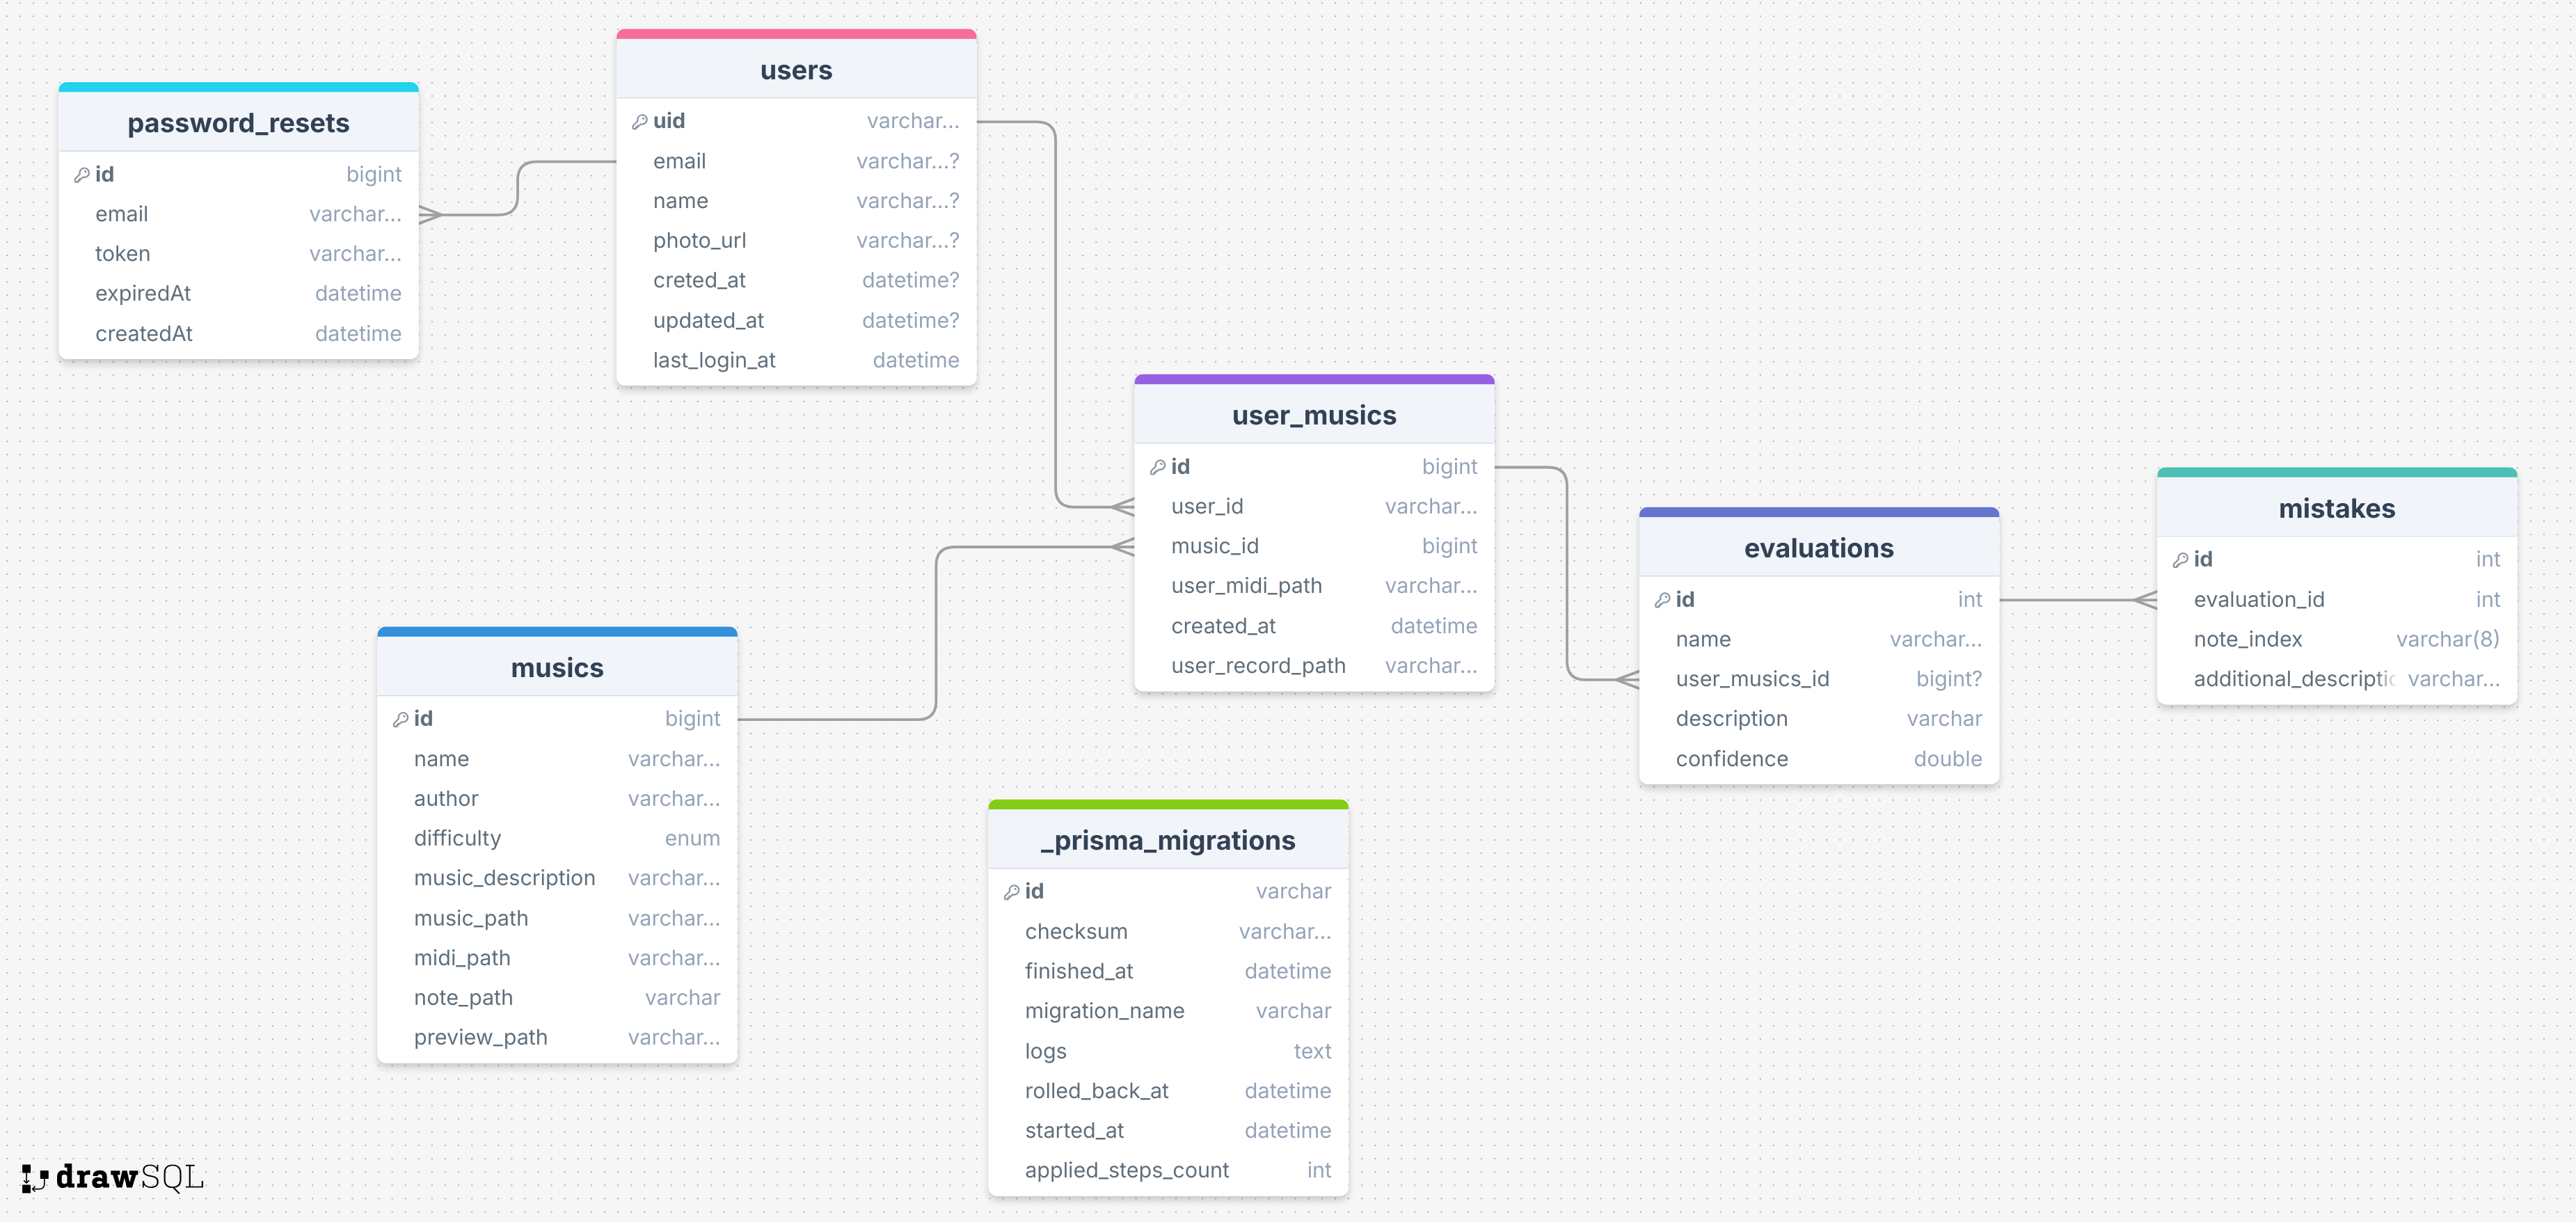 password_resets
id bigint
email varchar...
token varchar...
expiredAt datetime
createdAt datetime
users
uid varchar...
email varchar...?
name varchar...?
photo_url varchar...?
creted_at datetime?
updated_at datetime?
last_login_at datetime
user_musics
id bigint
user_id varchar...
music_id bigint
user_midi_path varchar...
created_at datetime
user_record_path varchar...
evaluations
id int
name varchar...
user_musics_id bigint?
description varchar
confidence double
mistakes
id int
evaluation_id int
note_index varchar(8)
additional_descriptic varchar...
musics
id bigint
name varchar...
author varchar...
difficulty enum
music_description varchar...
music_path varchar...
midi_path varchar...
note_path varchar
preview_path varchar...
_prisma_migrations
id varchar
checksum varchar...
finished_at datetime
migration_name varchar
logs text
rolled_back_at datetime
started_at datetime
applied_steps_count int
drawSQL